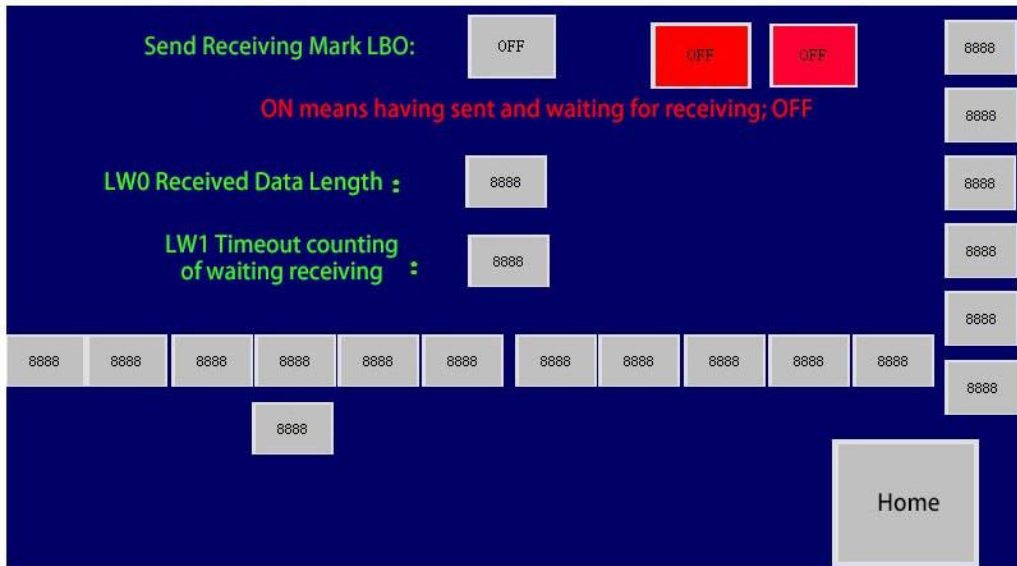 Send Receiving Mark LBO: OFF OFF OFF 8888
ON means having sent and waiting for receiving; OFF
8888
LW0 Received Data Length : 8888 8888
LW1 Timeout counting
of waiting receiving : 8888 8888
8888
8888 8888 8888 8888 8888 8888 8888 8888 8888 8888 8888
8888
8888
Home